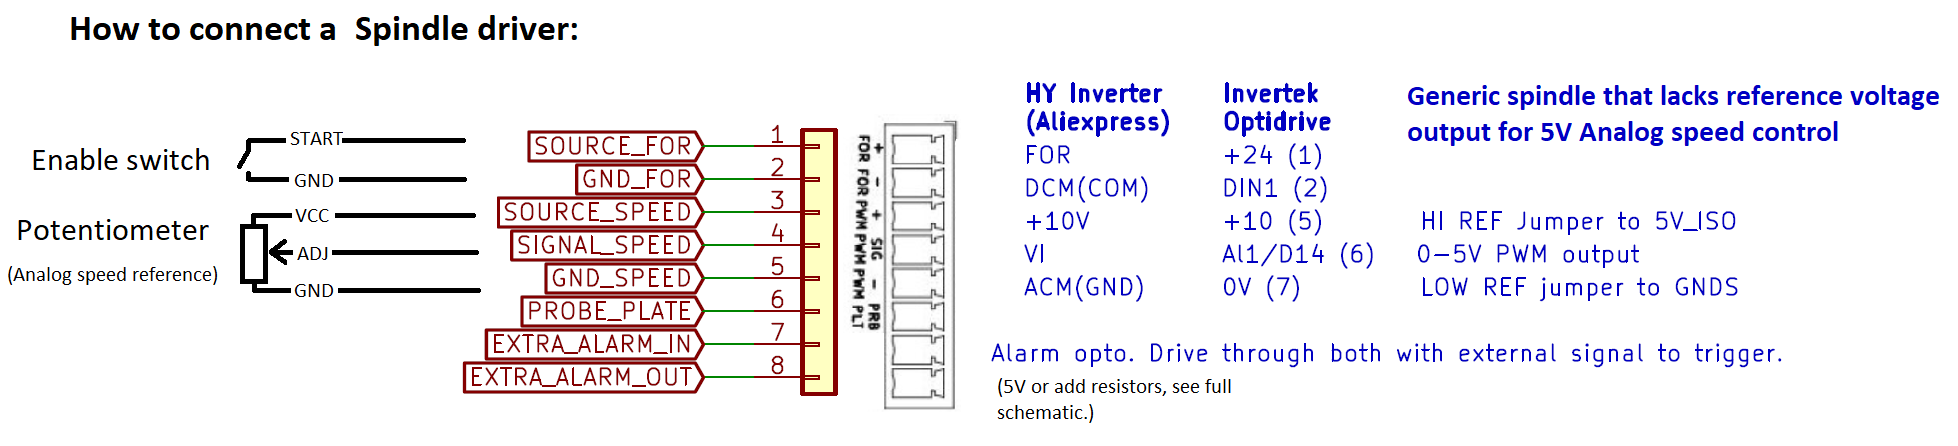 How to connect a Spindle driver:
Enable switch
START
GND
Potentiometer
(Analog speed reference)
VCC
ADJ
GND
SOURCE_FOR 1
GND_FOR 2
SOURCE_SPEED 3
SIGNAL_SPEED 4
GND_SPEED 5
PROBE_PLATE 6
EXTRA_ALARM_IN 7
EXTRA_ALARM_OUT 8
+ - + SIG - PRB
FOR FOR PWM PWM PWM PLT
HY Inverter
(Aliexpress)
FOR
DCM(COM)
+10V
VI
ACM(GND)
Invertek
Optidrive
+24 (1)
DIN1 (2)
+10 (5)
Al1/D14 (6)
0V (7)
Generic spindle that lacks reference voltage
output for 5V Analog speed control
HI REF Jumper to 5V_ISO
0-5V PWM output
LOW REF jumper to GNDS
Alarm opto. Drive through both with external signal to trigger.
(5V or add resistors, see full
schematic.)